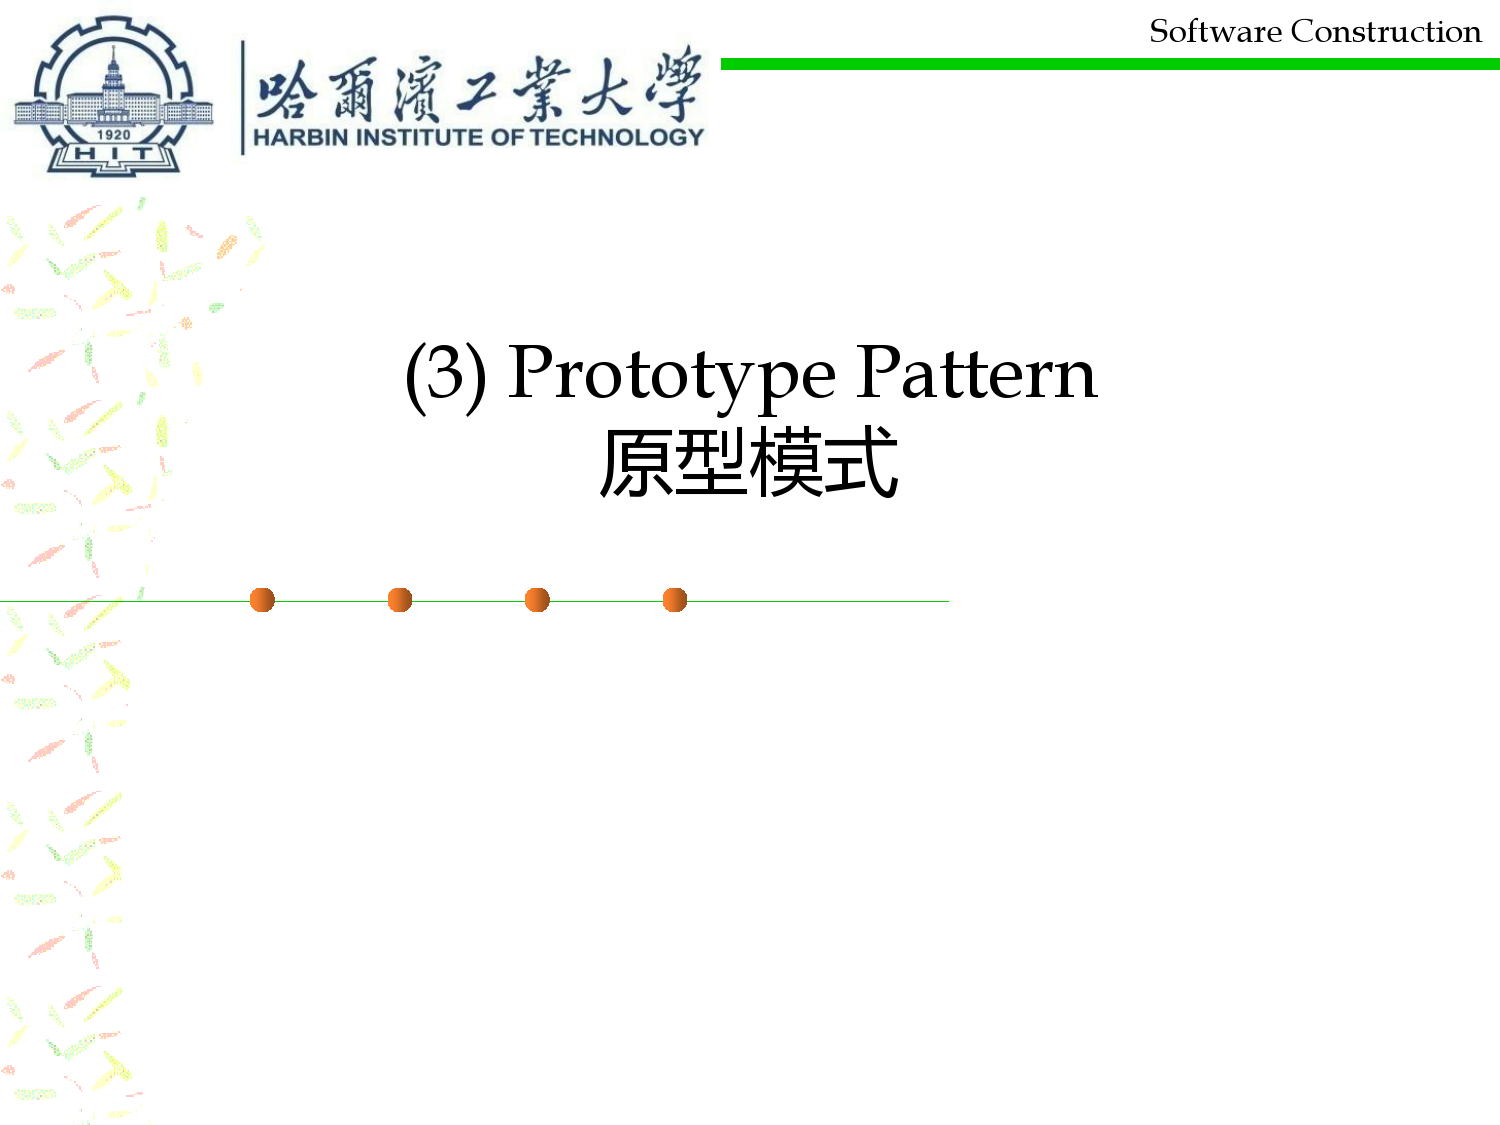 Software Construction
哈爾濱工業大學
HARBIN INSTITUTE OF TECHNOLOGY
1920
HIT
(3) Prototype Pattern
原型模式